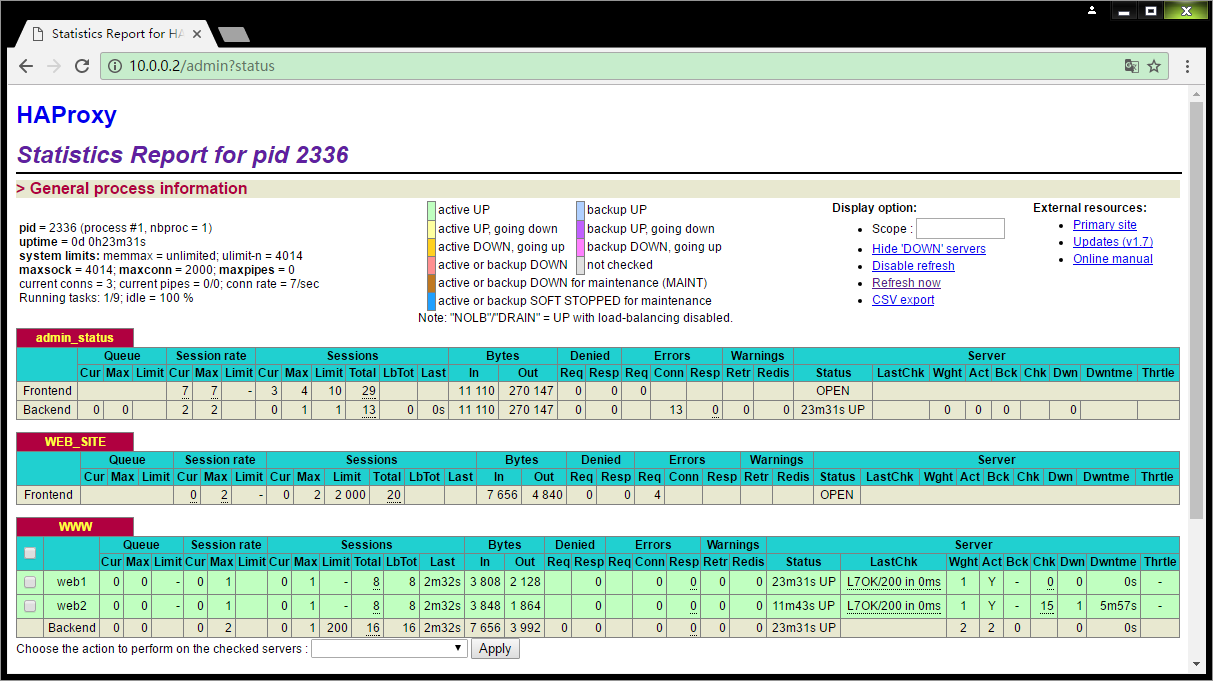 Statistics Report for HA
10.0.0.2/admin?status
HAProxy
Statistics Report for pid 2336
> General process information
pid = 2336 (process #1, nbproc = 1)
uptime = 0d 0h23m31s
system limits: memmax = unlimited; ulimit-n = 4014
maxsock = 4014; maxconn = 2000; maxpipes = 0
current conns = 3; current pipes = 0/0; conn rate = 7/sec
Running tasks: 1/9; idle = 100 %
active UP backup UP
active UP, going down backup UP, going down
active DOWN, going up backup DOWN, going up
active or backup DOWN not checked
active or backup DOWN for maintenance (MAINT)
active or backup SOFT STOPPED for maintenance
Note: "NOLB"/"DRAIN" = UP with load-balancing disabled.
Display option:
• Scope :
• Hide 'DOWN' servers
• Disable refresh
• Refresh now
• CSV export
External resources:
• Primary site
• Updates (v1.7)
• Online manual
admin_status
Queue Session rate Sessions Bytes Denied Errors Warnings Server
Cur Max Limit Cur Max Limit Cur Max Limit Total LbTot Last In Out Req Resp Req Conn Resp Retr Redis Status LastChk Wght Act Bck Chk Dwn Dwntme Thrtle
Frontend 7 7 - 3 4 10 29 11 110 270 147 0 0 0 OPEN
Backend 0 0 2 2 0 1 1 13 0 0s 11 110 270 147 0 0 13 0 0 0 23m31s UP 0 0 0 0
WEB_SITE
Queue Session rate Sessions Bytes Denied Errors Warnings Server
Cur Max Limit Cur Max Limit Cur Max Limit Total LbTot Last In Out Req Resp Req Conn Resp Retr Redis Status LastChk Wght Act Bck Chk Dwn Dwntme Thrtle
Frontend 0 2 - 0 2 2 000 20 7 656 4 840 0 0 4 OPEN
WWW
Queue Session rate Sessions Bytes Denied Errors Warnings Server
Cur Max Limit Cur Max Limit Cur Max Limit Total LbTot Last In Out Req Resp Req Conn Resp Retr Redis Status LastChk Wght Act Bck Chk Dwn Dwntme Thrtle
web1 0 0 - 0 1 0 1 - 8 8 2m32s 3 808 2 128 0 0 0 0 0 23m31s UP L7OK/200 in 0ms 1 Y - 0 0 0s -
web2 0 0 - 0 1 0 1 - 8 8 2m32s 3 848 1 864 0 0 0 0 0 11m43s UP L7OK/200 in 0ms 1 Y - 15 1 5m57s -
Backend 0 0 0 2 0 1 200 16 16 2m32s 7 656 3 992 0 0 0 0 0 0 23m31s UP 2 2 0 0 0s
Choose the action to perform on the checked servers : Apply